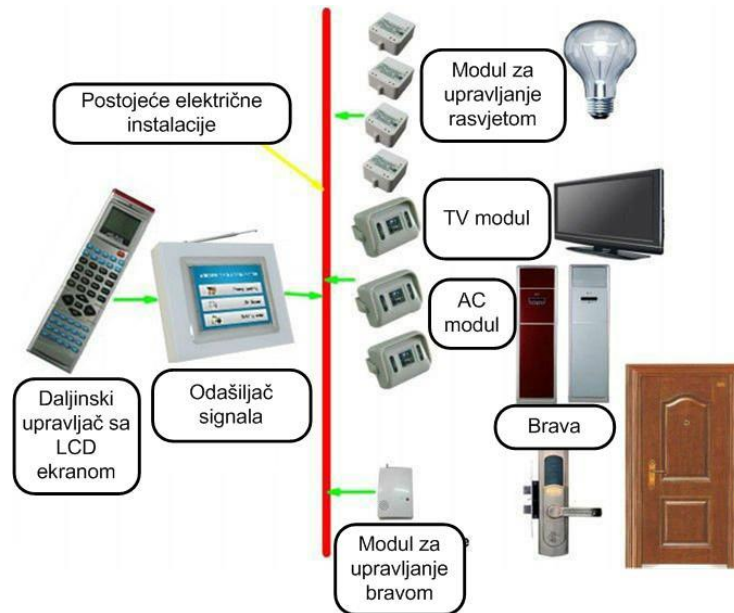 Postojeće električne
instalacije
Modul za
upravljanje
rasvjetom
TV modul
AC
modul
Daljinski
upravljač sa
LCD
ekranom
Odašiljač
signala
Brava
Modul za
upravljanje
bravom